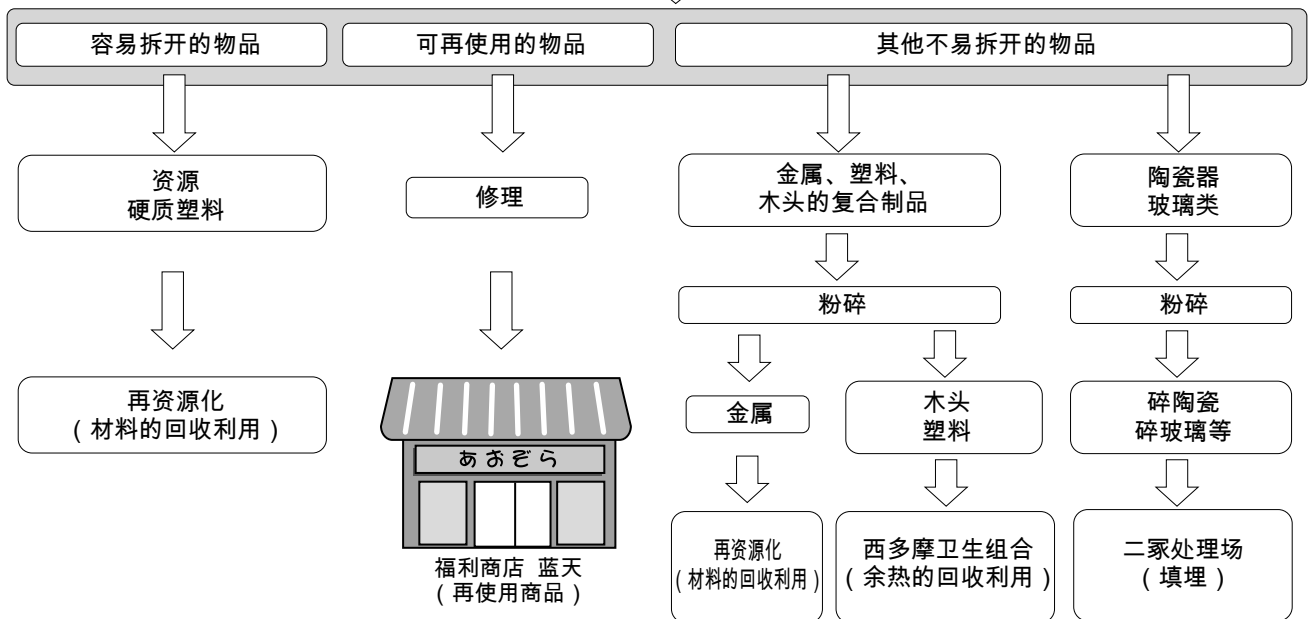 容易拆开的物品
可再使用的物品
其他不易拆开的物品
资源
硬质塑料
修理
金属、塑料、
木头的复合制品
陶瓷器
玻璃类
粉碎
粉碎
再资源化
（材料的回收利用）
あおぞら
福利商店 蓝天
（再使用商品）
金属
木头
塑料
碎陶瓷
碎玻璃等
再资源化
（材料的回收利用）
西多摩卫生组合
（余热的回收利用）
二冢处理场
（填埋）